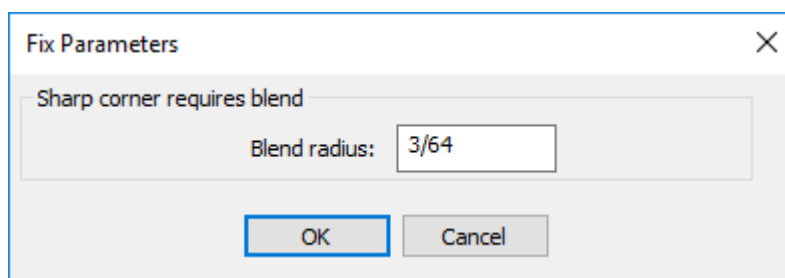 Fix Parameters
Sharp corner requires blend
Blend radius: 3/64
OK Cancel